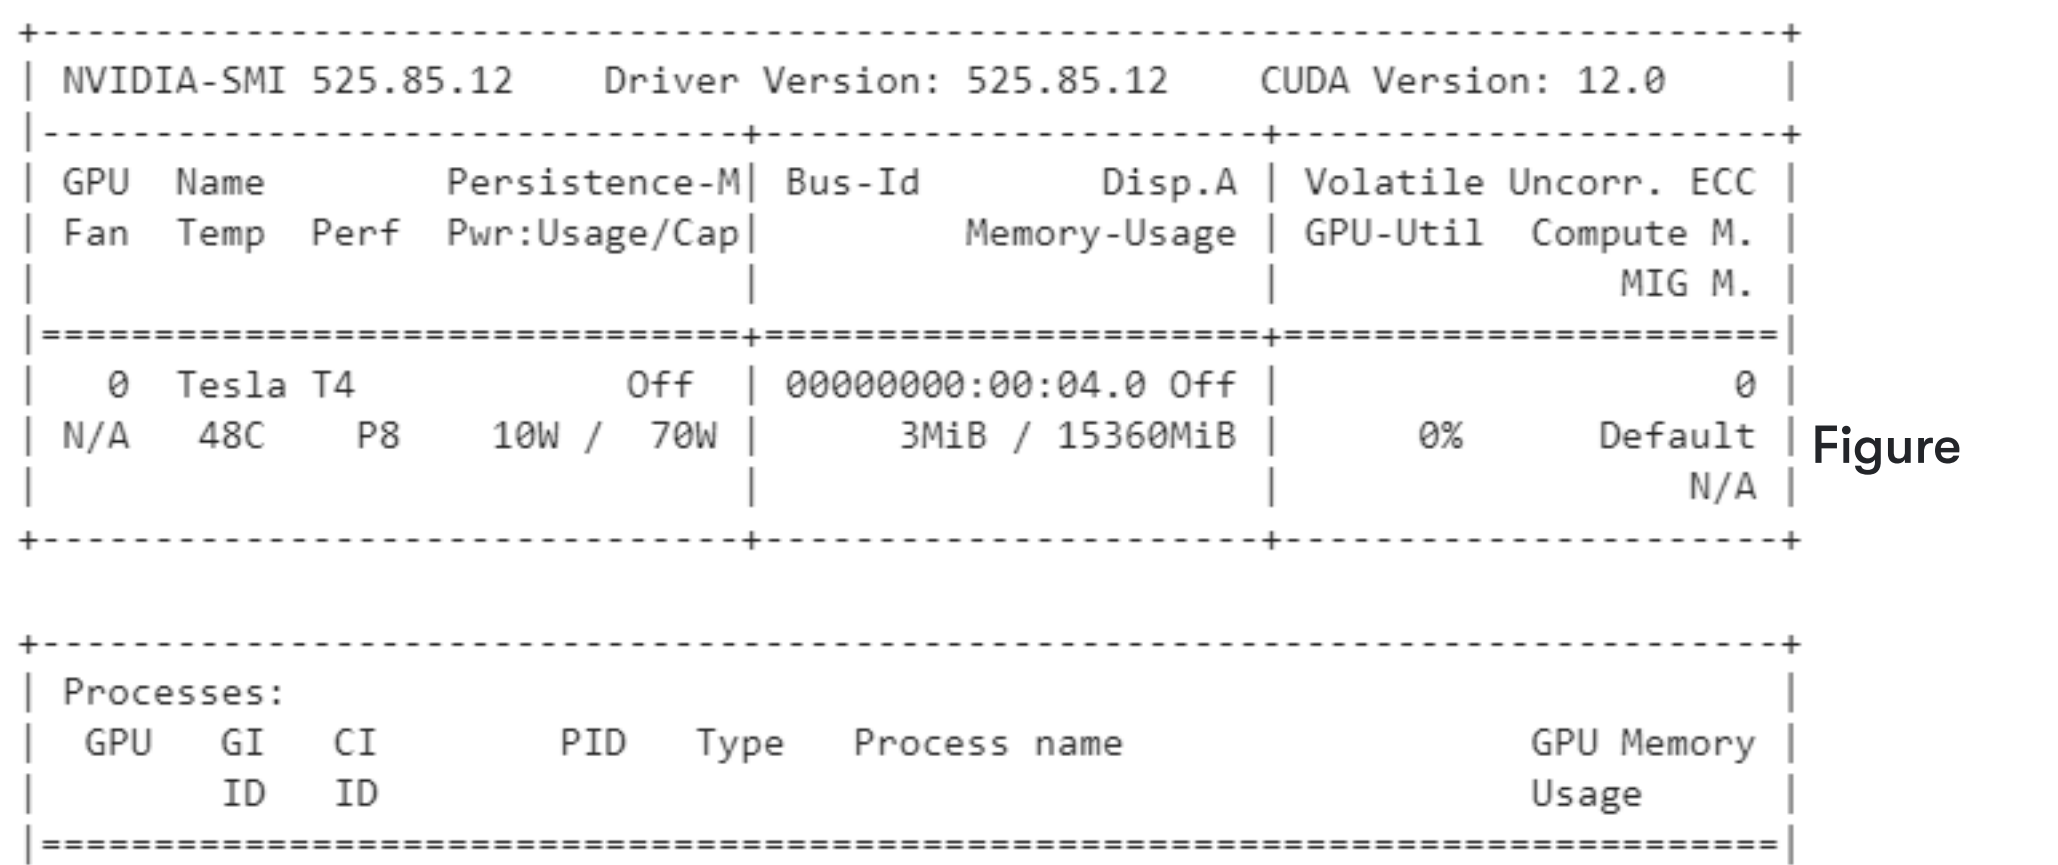 +-----------------------------------------------------------------------------+
| NVIDIA-SMI 525.85.12    Driver Version: 525.85.12    CUDA Version: 12.0     |
|-------------------------------+----------------------+----------------------+
| GPU  Name        Persistence-M| Bus-Id        Disp.A | Volatile Uncorr. ECC |
| Fan  Temp  Perf  Pwr:Usage/Cap|         Memory-Usage | GPU-Util  Compute M. |
|                               |                      |               MIG M. |
|===============================+======================+======================|
|   0  Tesla T4            Off  | 00000000:00:04.0 Off |                    0 |
| N/A   48C    P8    10W /  70W |      3MiB / 15360MiB |      0%      Default |
|                               |                      |                  N/A |
+-------------------------------+----------------------+----------------------+
Figure
+-----------------------------------------------------------------------------+
| Processes:                                                                  |
|  GPU   GI   CI        PID   Type   Process name                  GPU Memory |
|        ID   ID                                                   Usage      |
|=============================================================================|